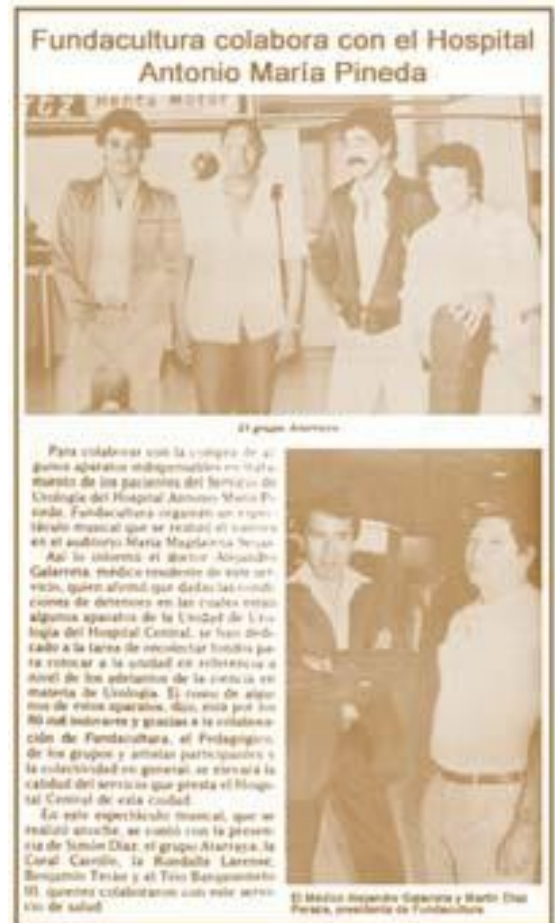 Fundacultura colabora con el Hospital
Antonio María Pineda
Menta Motor
El grupo Atarraya
Para colaborar con la compra de al-
gunos aparatos indispensables en trata-
miento de los pacientes del Servicio de
Urología del Hospital Antonio María Pi-
neda, Fundacultura organizó un espec-
táculo musical que se realizó el viernes
en el auditorio María Magdalena Seijas.
Así lo informó el doctor Alejandro
Galarreta, médico residente de este ser-
vicio, quien afirmó que dadas las condi-
ciones de deterioro en las cuales están
algunos aparatos de la Unidad de Uro-
logía del Hospital Central, se han dedi-
cado a la tarea de recolectar fondos pa-
ra colocar a la unidad en referencia a
nivel de los adelantos de la ciencia en
materia de Urología. El costo de algu-
nos de estos aparatos, dijo, está por los
80 mil bolívares y gracias a la colabora-
ción de Fundacultura, el Pedagógico,
de los grupos y artistas participantes y
la colectividad en general, se elevará la
calidad del servicio que presta el Hospi-
tal Central de esta ciudad.
En este espectáculo musical, que se
realizó anoche, se contó con la presen-
cia de Simón Díaz, el grupo Atarraya, la
Coral Carrillo, la Rondalla Larense,
Benjamín Terán y el Trío Barquisimeto
quienes colaboraron con este servi-
cio de salud.
El Médico Alejandro Galarreta y Martín Díaz
Peraza, presidente de Fundacultura